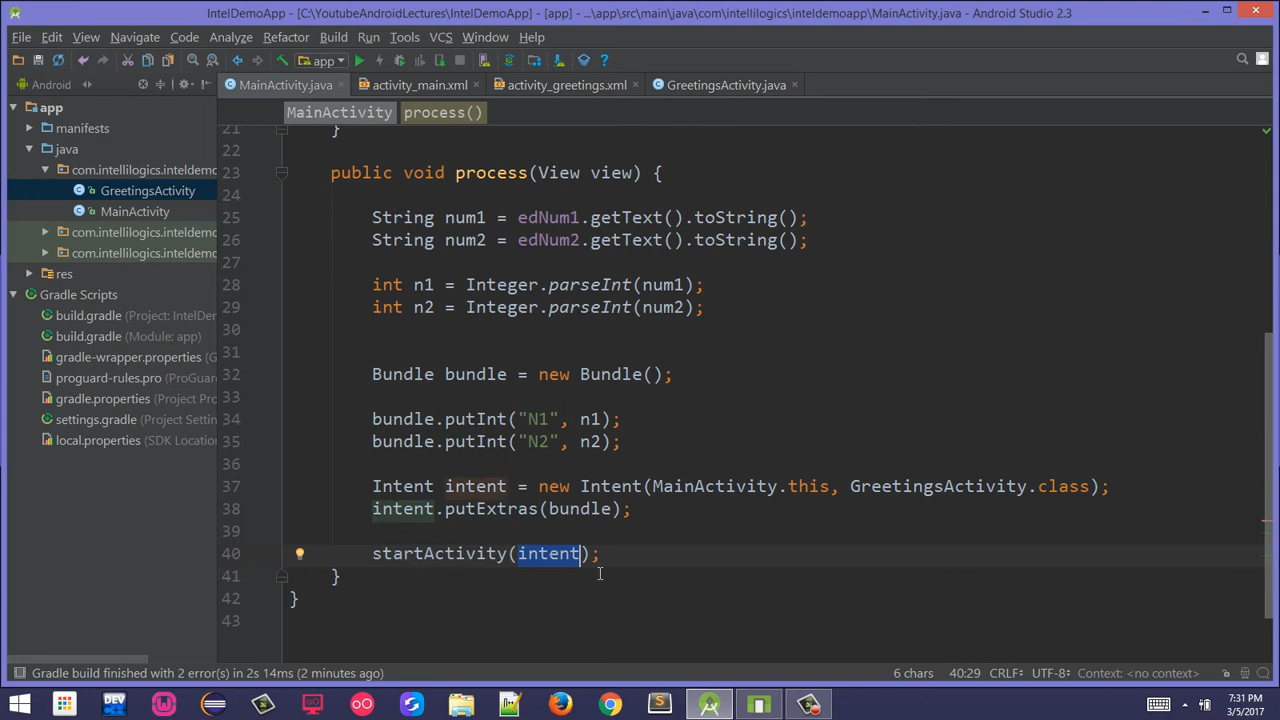 IntelDemoApp - [C:\YoutubeAndroidLectures\IntelDemoApp] - [app] - ...\app\src\main\java\com\intellilogics\inteldemoapp\MainActivity.java - Android Studio 2.3
File Edit View Navigate Code Analyze Refactor Build Run Tools VCS Window Help
app
Android MainActivity.java activity_main.xml activity_greetings.xml GreetingsActivity.java
MainActivity process()
app
manifests
java
com.intellilogics.inteldemo
GreetingsActivity
MainActivity
com.intellilogics.inteldemo
com.intellilogics.inteldemo
res
Gradle Scripts
build.gradle (Project: IntelDer
build.gradle (Module: app)
gradle-wrapper.properties (G
proguard-rules.pro (ProGuar
gradle.properties (Project Pro
settings.gradle (Project Settin
local.properties (SDK Location
21 }
22
23 public void process(View view) {
24
25 String num1 = edNum1.getText().toString();
26 String num2 = edNum2.getText().toString();
27
28 int n1 = Integer.parseInt(num1);
29 int n2 = Integer.parseInt(num2);
30
31
32 Bundle bundle = new Bundle();
33
34 bundle.putInt("N1", n1);
35 bundle.putInt("N2", n2);
36
37 Intent intent = new Intent(MainActivity.this, GreetingsActivity.class);
38 intent.putExtras(bundle);
39
40 startActivity(intent);
41 }
42 }
43
Gradle build finished with 2 error(s) in 2s 14ms (2 minutes ago) 6 chars 40:29 CRLF÷ UTF-8÷ Context: <no context>
DEV
7:31 PM
3/5/2017